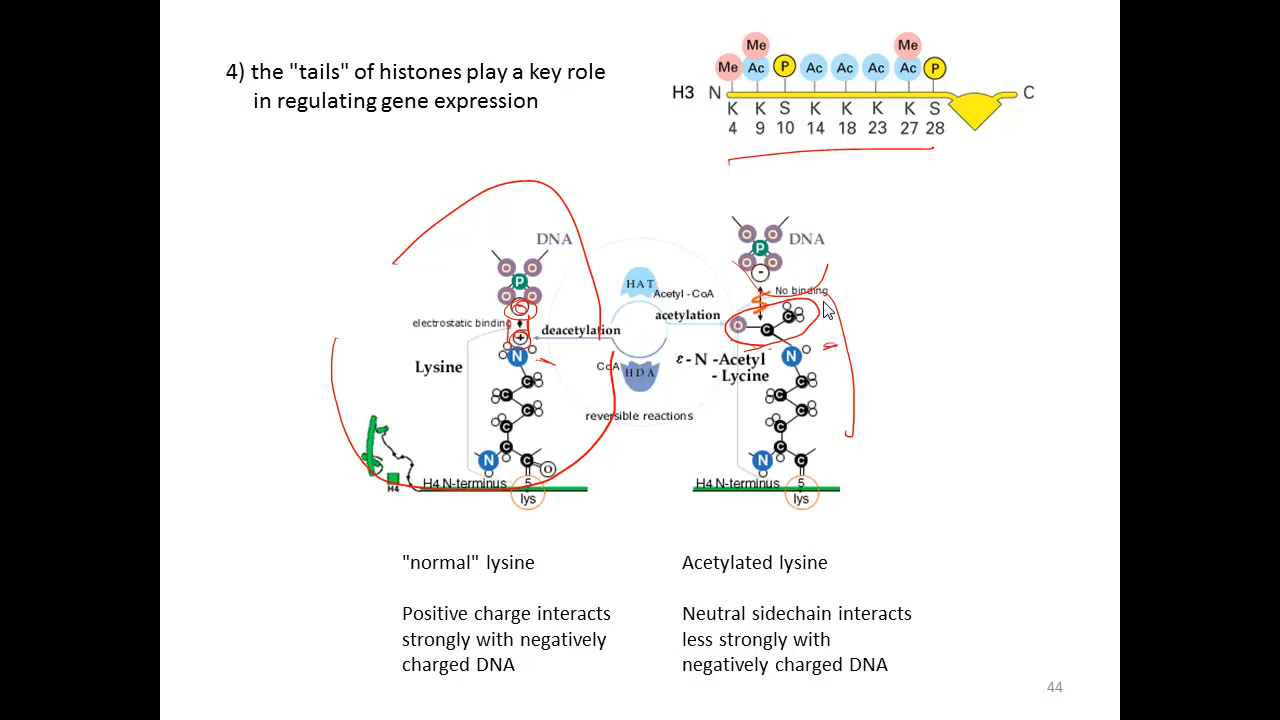 4) the "tails" of histones play a key role
in regulating gene expression
Me Me
Me Ac P Ac Ac Ac Ac P
H3 N C
K K S K K K K S
4 9 10 14 18 23 27 28
DNA
O O
P
O O
electrostatic binding
+
N
Lysine
C
C
C
C
C
N C O
H4
H4 N-terminus 5
lys
HAT
Acetyl - CoA
acetylation
deacetylation
CoA
HDA
reversible reactions
DNA
O O
P
O O
-
No binding
O C C
N
ε - N - Acetyl
- Lycine
C
C
C
C
N C C
H4 N-terminus 5
lys
"normal" lysine
Positive charge interacts
strongly with negatively
charged DNA
Acetylated lysine
Neutral sidechain interacts
less strongly with
negatively charged DNA
44